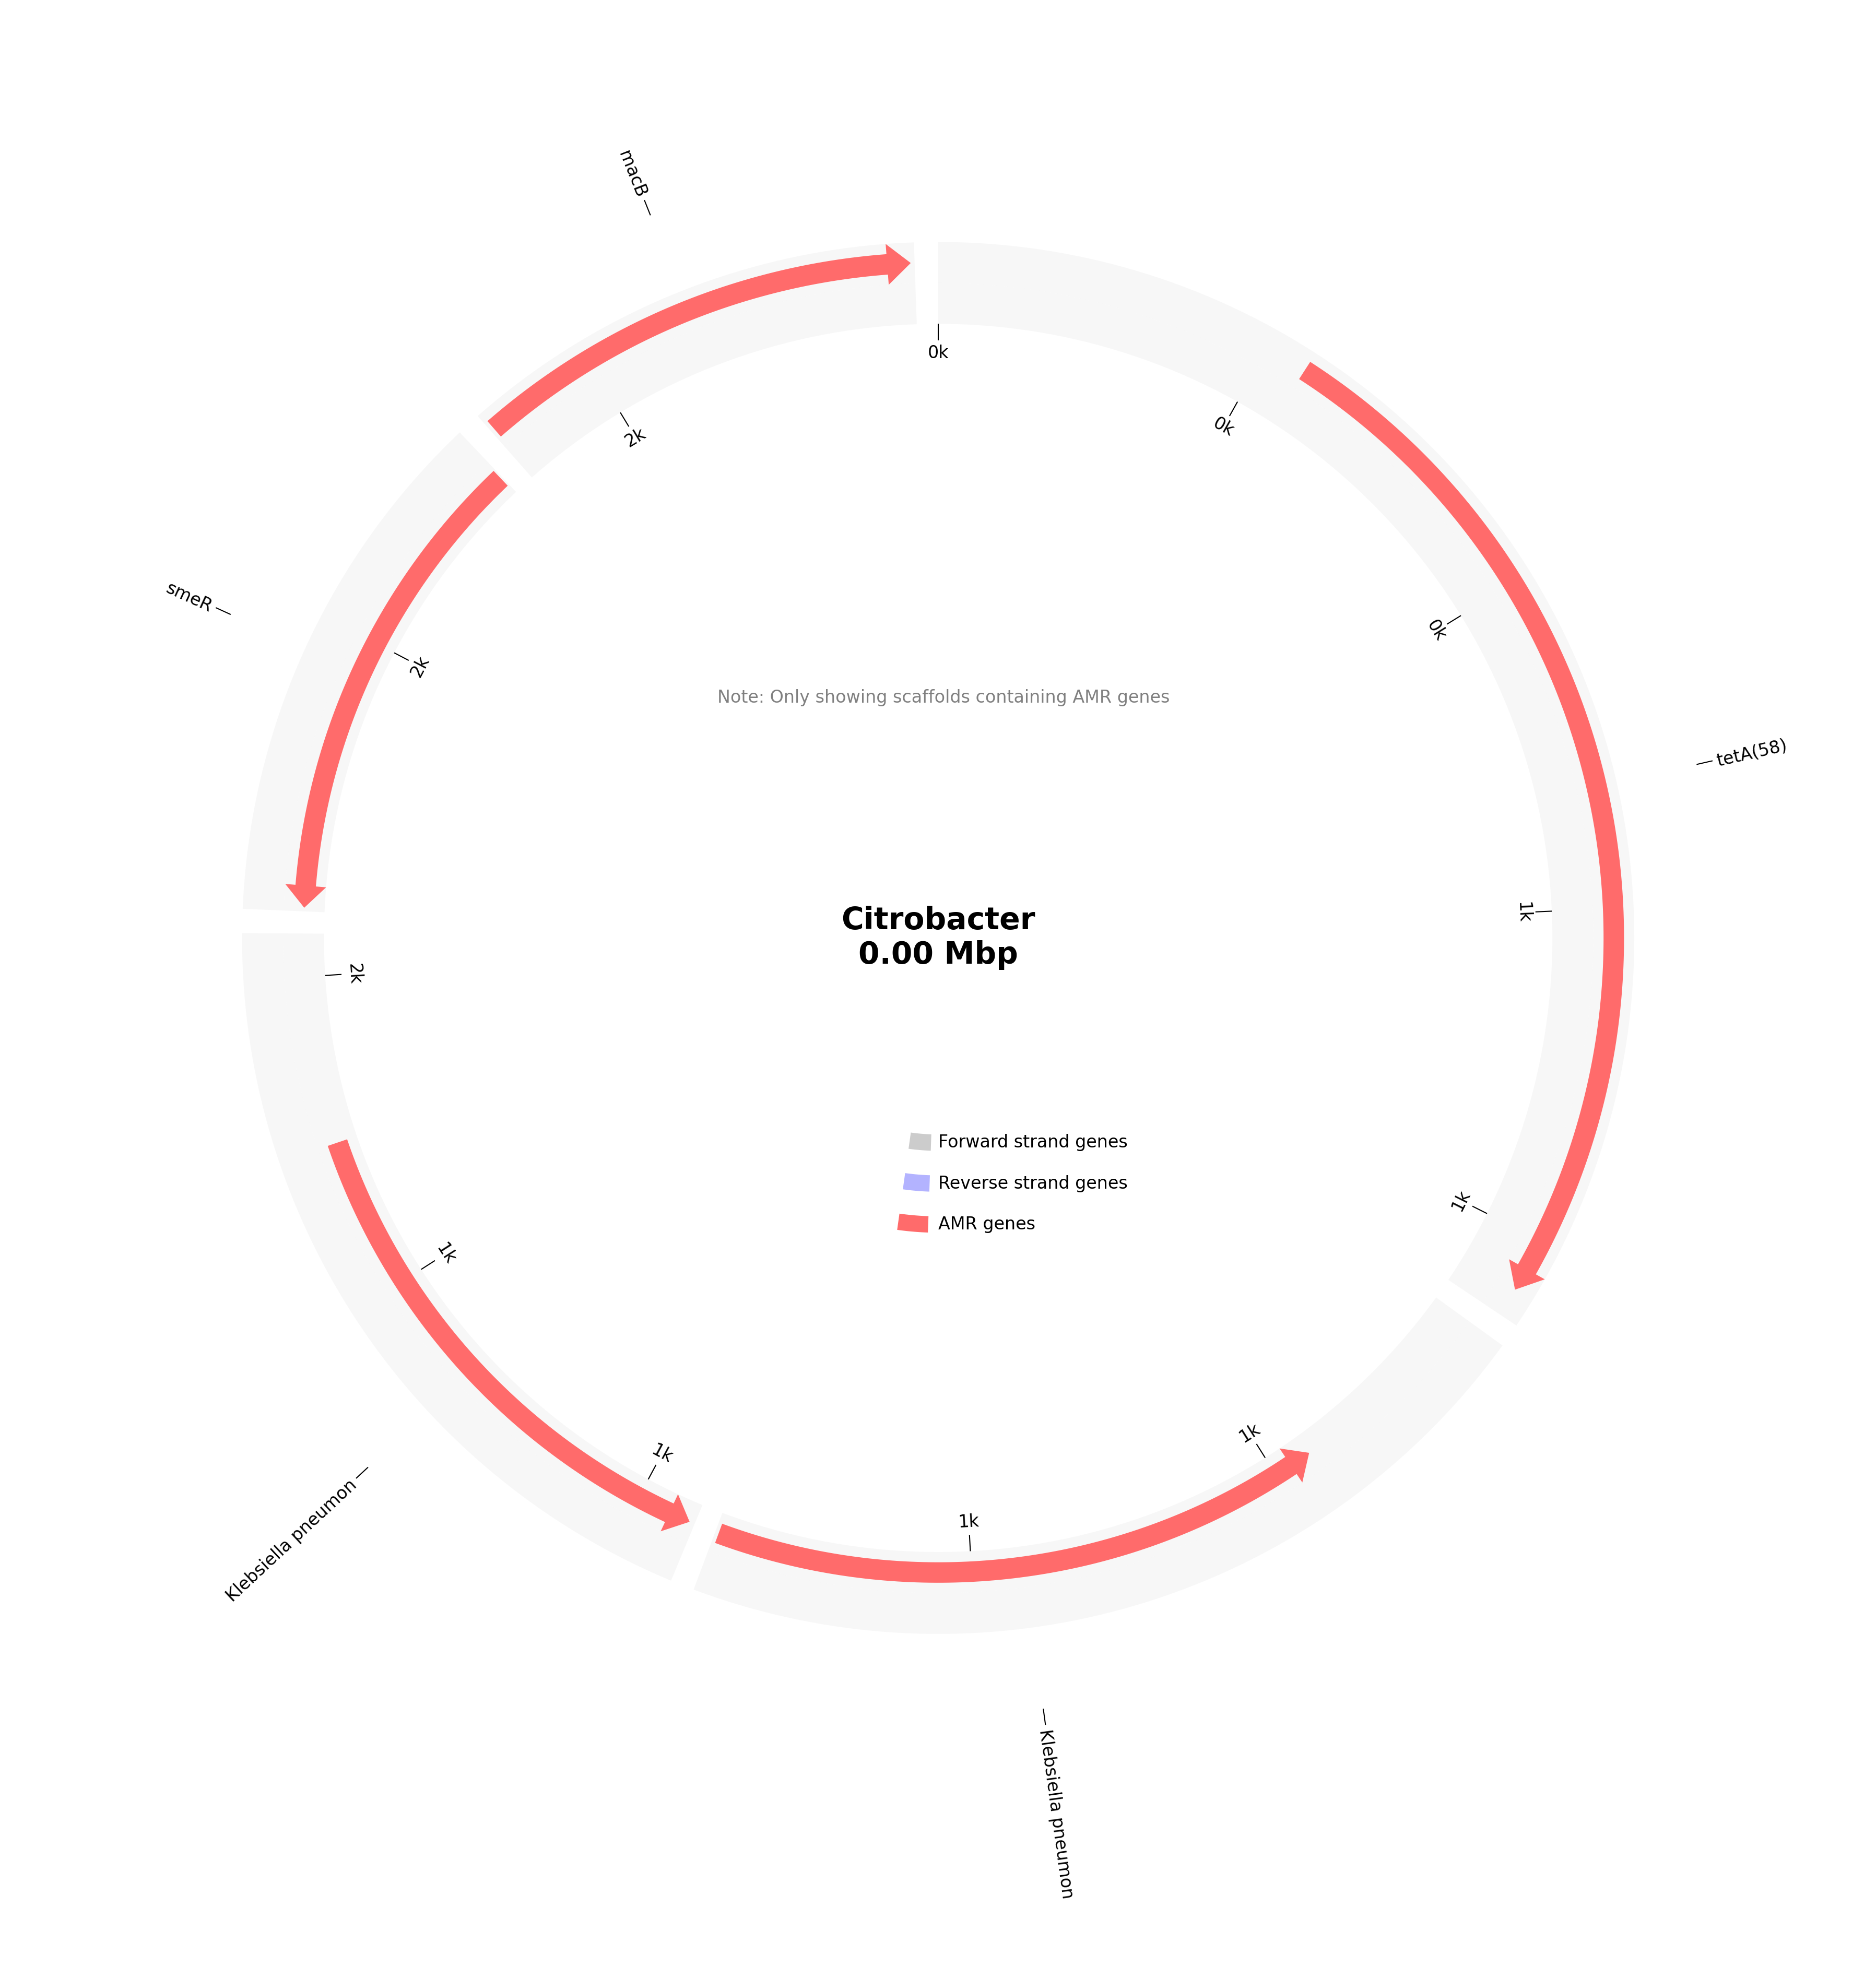 macB
0k
2k
0k
smeR
0k
2k
Note: Only showing scaffolds containing AMR genes
tetA(58)
1k
Citrobacter
0.00 Mbp
2k
Forward strand genes
Reverse strand genes
1k
AMR genes
1k
1k
1k
1k
Klebsiella pneumon
Klebsiella pneumon